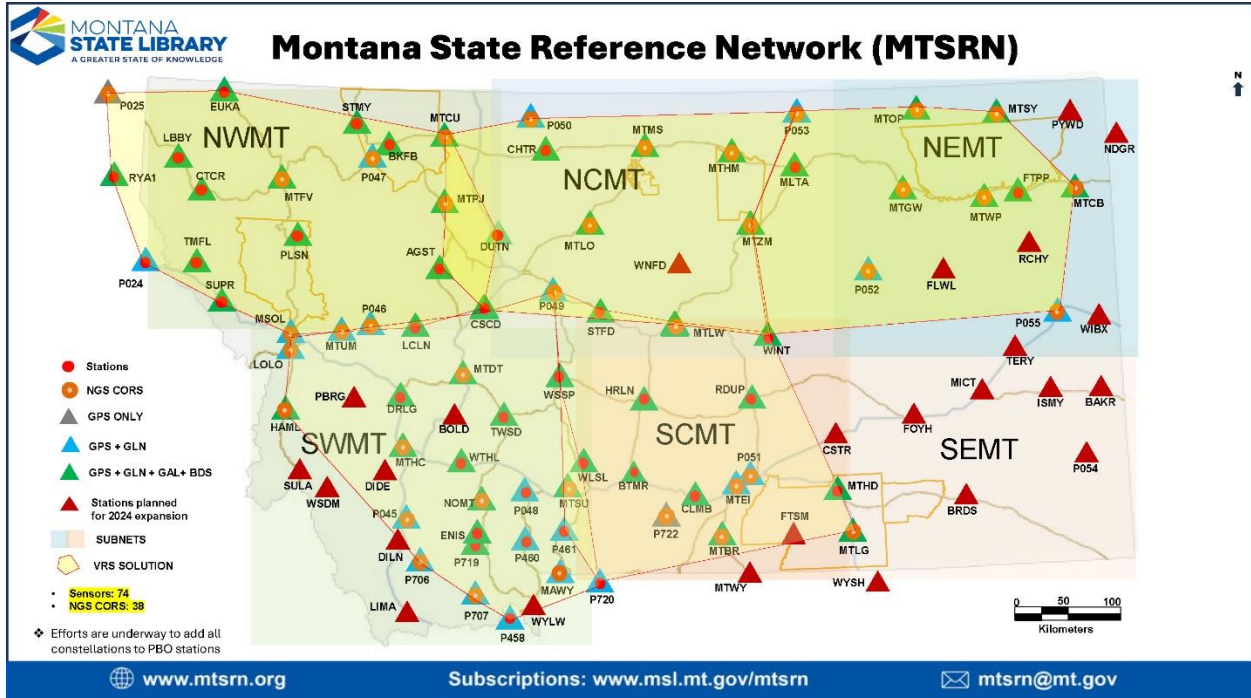 MONTANA
STATE LIBRARY
A GREATER STATE OF KNOWLEDGE
Montana State Reference Network (MTSRN)
N
P025
EUKA
STMY
MTCU
P050
P053
MTOP
MTSY
PYWD
NDGR
LBBY
NWMT
BKFB
P047
CHTR
MTMS
MTHM
NEMT
RYA1
CTCR
MTFV
MTPJ
NCMT
MLTA
MTGW
MTWP
FTPP
MTCB
TMFL
PLSN
DUTN
MTLO
MTZM
RCHY
P024
AGST
WNFD
P052
FLWL
SUPR
MSOL
P046
CSCD
P049
P055
WIBX
LOLO
MTUM
LCLN
STFD
MTLW
WINT
TERY
Stations
NGS CORS
GPS ONLY
GPS + GLN
GPS + GLN + GAL+ BDS
Stations planned
for 2024 expansion
SUBNETS
VRS SOLUTION
• Sensors: 74
• NGS CORS: 38
❖ Efforts are underway to add all
constellations to PBO stations
PBRG
MTDT
WSSP
HRLN
RDUP
MICT
ISMY
BAKR
HAML
DRLG
BOLD
TWSD
FOYH
SWMT
SCMT
SEMT
CSTR
P054
SULA
WSDM
DIDE
MTHC
WTHL
WLSL
BTMR
P051
MTEI
MTHD
BRDS
P045
NOMT
P048
MTSU
CLMB
P722
FTSM
DILN
ENIS
P719
P460
P461
MTBR
MTLG
P706
MAWY
P720
MTWY
WYSH
LIMA
P707
P458
WYLW
0 50 100
Kilometers
www.mtsrn.org
Subscriptions: www.msl.mt.gov/mtsrn
mtsrn@mt.gov